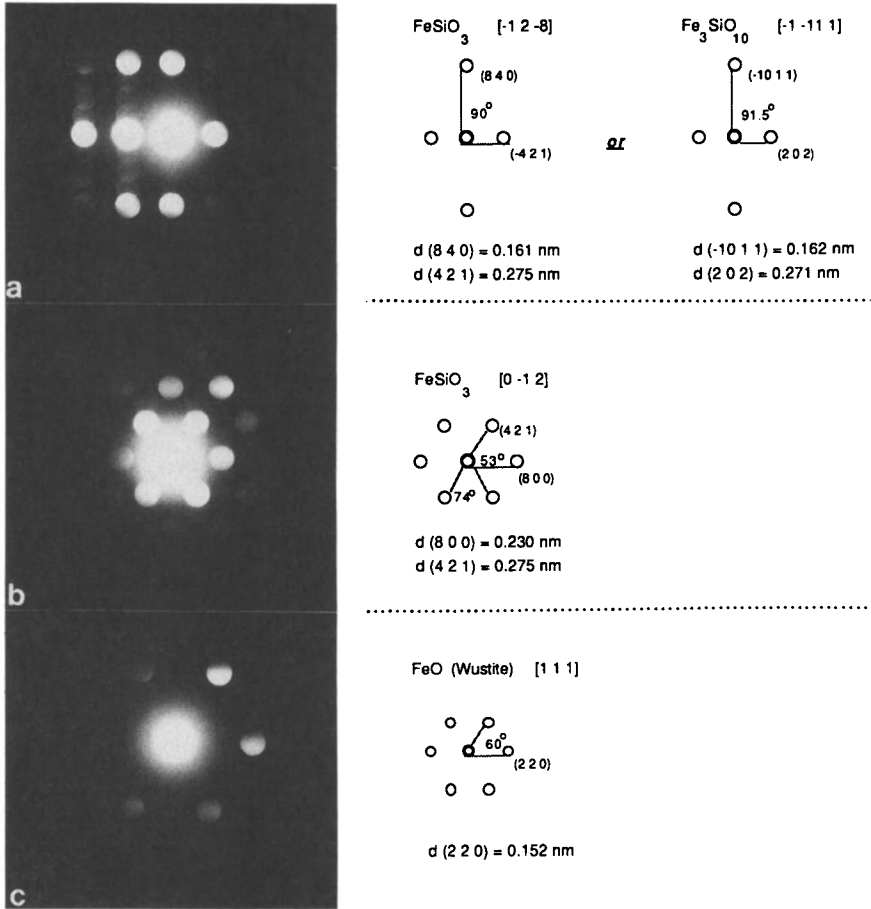 FeSiO3 [-1 2 -8]
Fe3SiO10 [-1 -11 1]
(8 4 0)
(-10 1 1)
90°
91.5°
or
(-4 2 1)
(2 0 2)
d (8 4 0) = 0.161 nm
d (4 2 1) = 0.275 nm
d (-10 1 1) = 0.162 nm
d (2 0 2) = 0.271 nm
a
FeSiO3 [0 -1 2]
(4 2 1)
53°
(8 0 0)
74°
d (8 0 0) = 0.230 nm
d (4 2 1) = 0.275 nm
b
FeO (Wustite) [1 1 1]
60°
(2 2 0)
d (2 2 0) = 0.152 nm
c